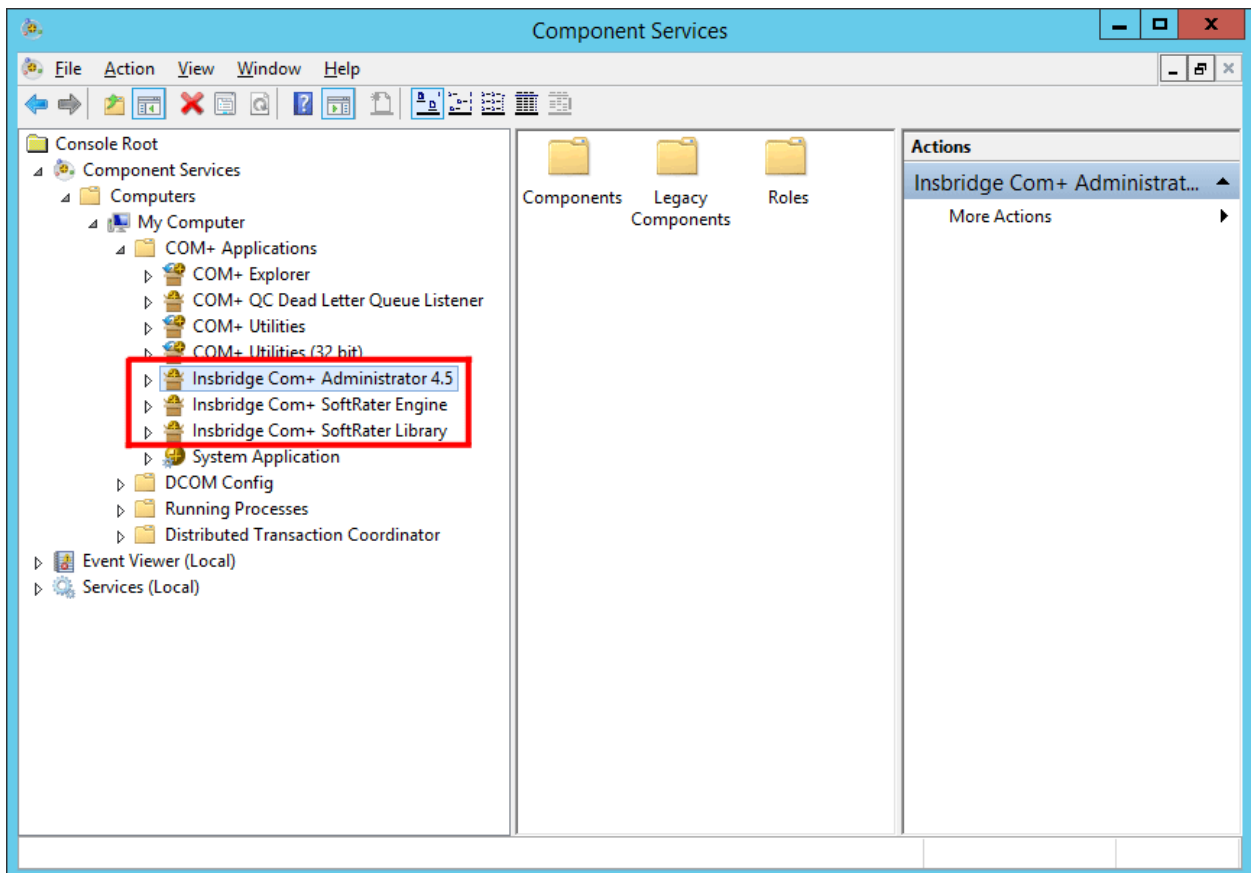 Component Services
File Action View Window Help
Console Root
Component Services
Computers
My Computer
COM+ Applications
COM+ Explorer
COM+ QC Dead Letter Queue Listener
COM+ Utilities
COM+ Utilities (32 bit)
Insbridge Com+ Administrator 4.5
Insbridge Com+ SoftRater Engine
Insbridge Com+ SoftRater Library
System Application
DCOM Config
Running Processes
Distributed Transaction Coordinator
Event Viewer (Local)
Services (Local)
Components
Legacy
Components
Roles
Actions
Insbridge Com+ Administrat...
More Actions